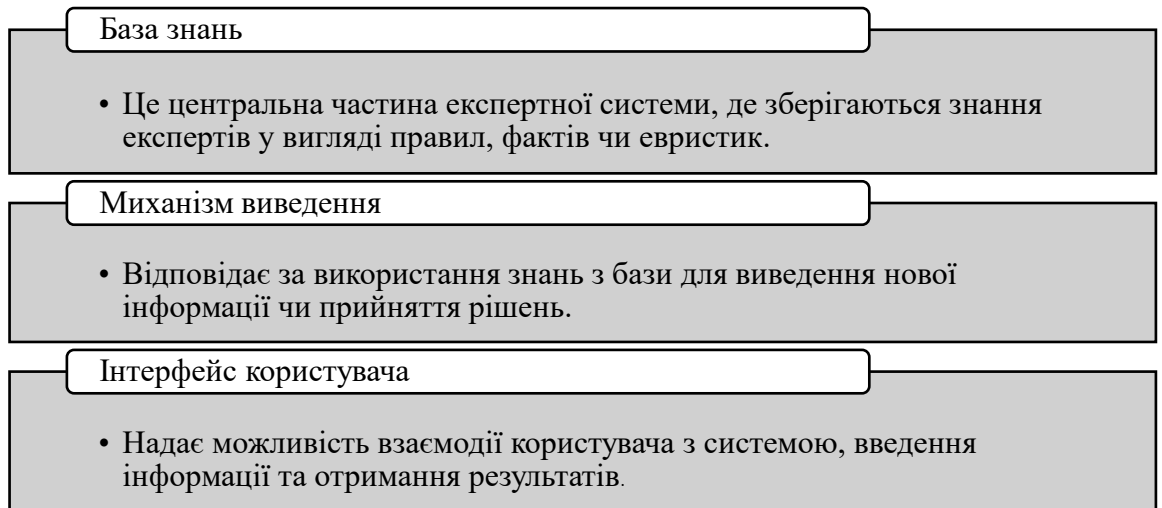 База знань
• Це центральна частина експертної системи, де зберігаються знання
експертів у вигляді правил, фактів чи евристик.
Миханізм виведення
• Відповідає за використання знань з бази для виведення нової
інформації чи прийняття рішень.
Інтерфейс користувача
• Надає можливість взаємодії користувача з системою, введення
інформації та отримання результатів.